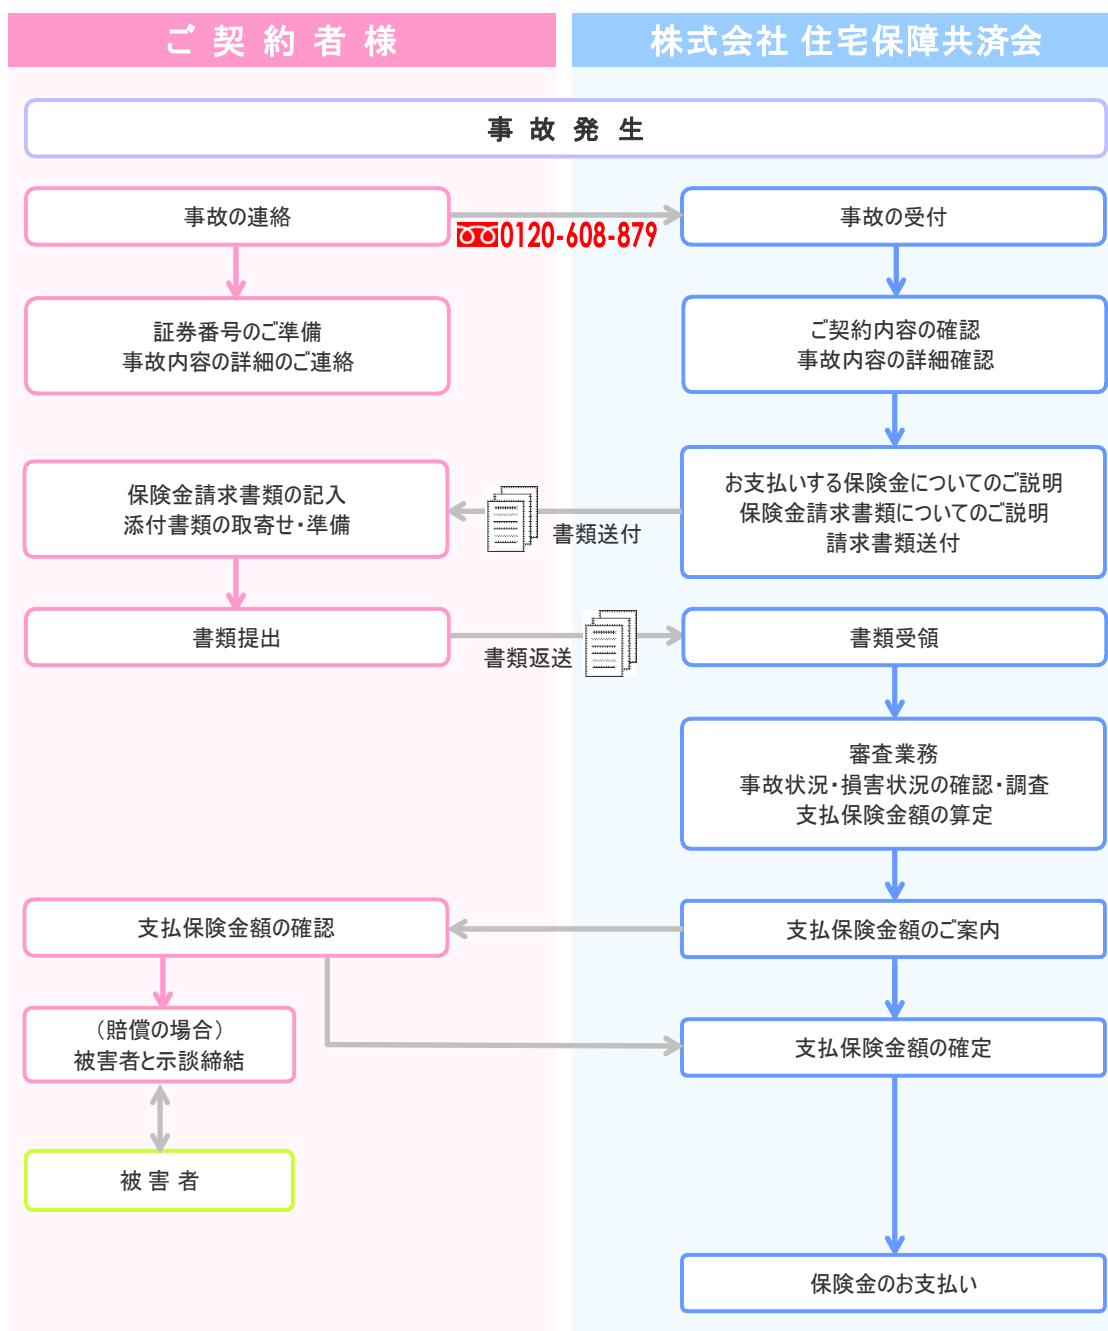 ご契約者様
株式会社 住宅保障共済会
事故発生
事故の連絡
0120-608-879
事故の受付
証券番号のご準備
事故内容の詳細のご連絡
ご契約内容の確認
事故内容の詳細確認
保険金請求書類の記入
添付書類の取寄せ・準備
書類送付
お支払いする保険金についてのご説明
保険金請求書類についてのご説明
請求書類送付
書類提出
書類返送
書類受領
審査業務
事故状況・損害状況の確認・調査
支払保険金額の算定
支払保険金額の確認
支払保険金額のご案内
（賠償の場合）
被害者と示談締結
支払保険金額の確定
被害者
保険金のお支払い